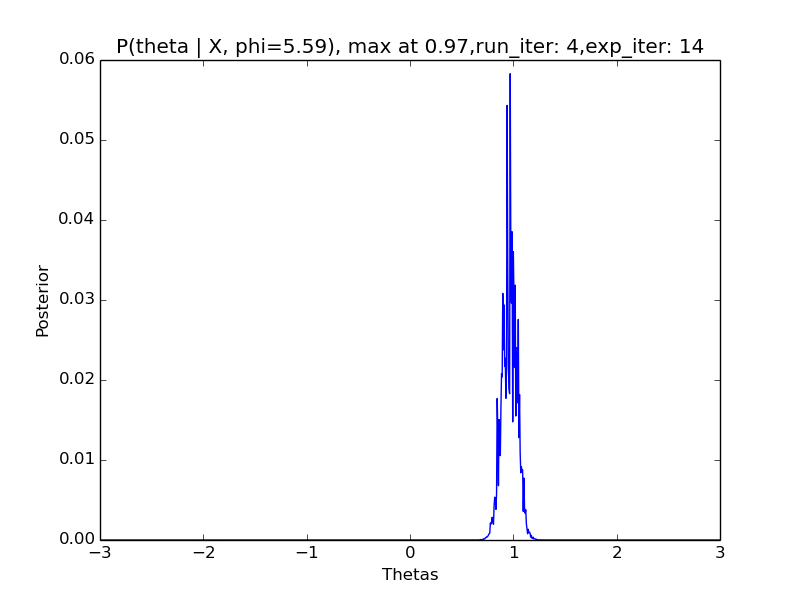 P(theta | X, phi=5.59), max at 0.97,run_iter: 4,exp_iter: 14
0.06
0.05
0.04
0.03
0.02
0.01
0.00
Posterior
−3 −2 −1 0 1 2 3
Thetas